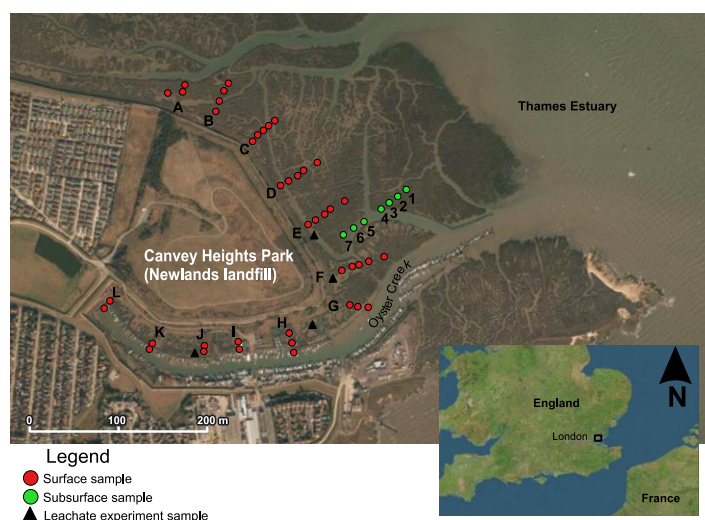 Thames Estuary
A
B
C
D
E
1
2
3
4
5
6
7
Canvey Heights Park
(Newlands landfill)
F
G
Oyster Creek
L
K
J
I
H
0 100 200 m
England
London
France
N
Legend
Surface sample
Subsurface sample
Leachate experiment sample